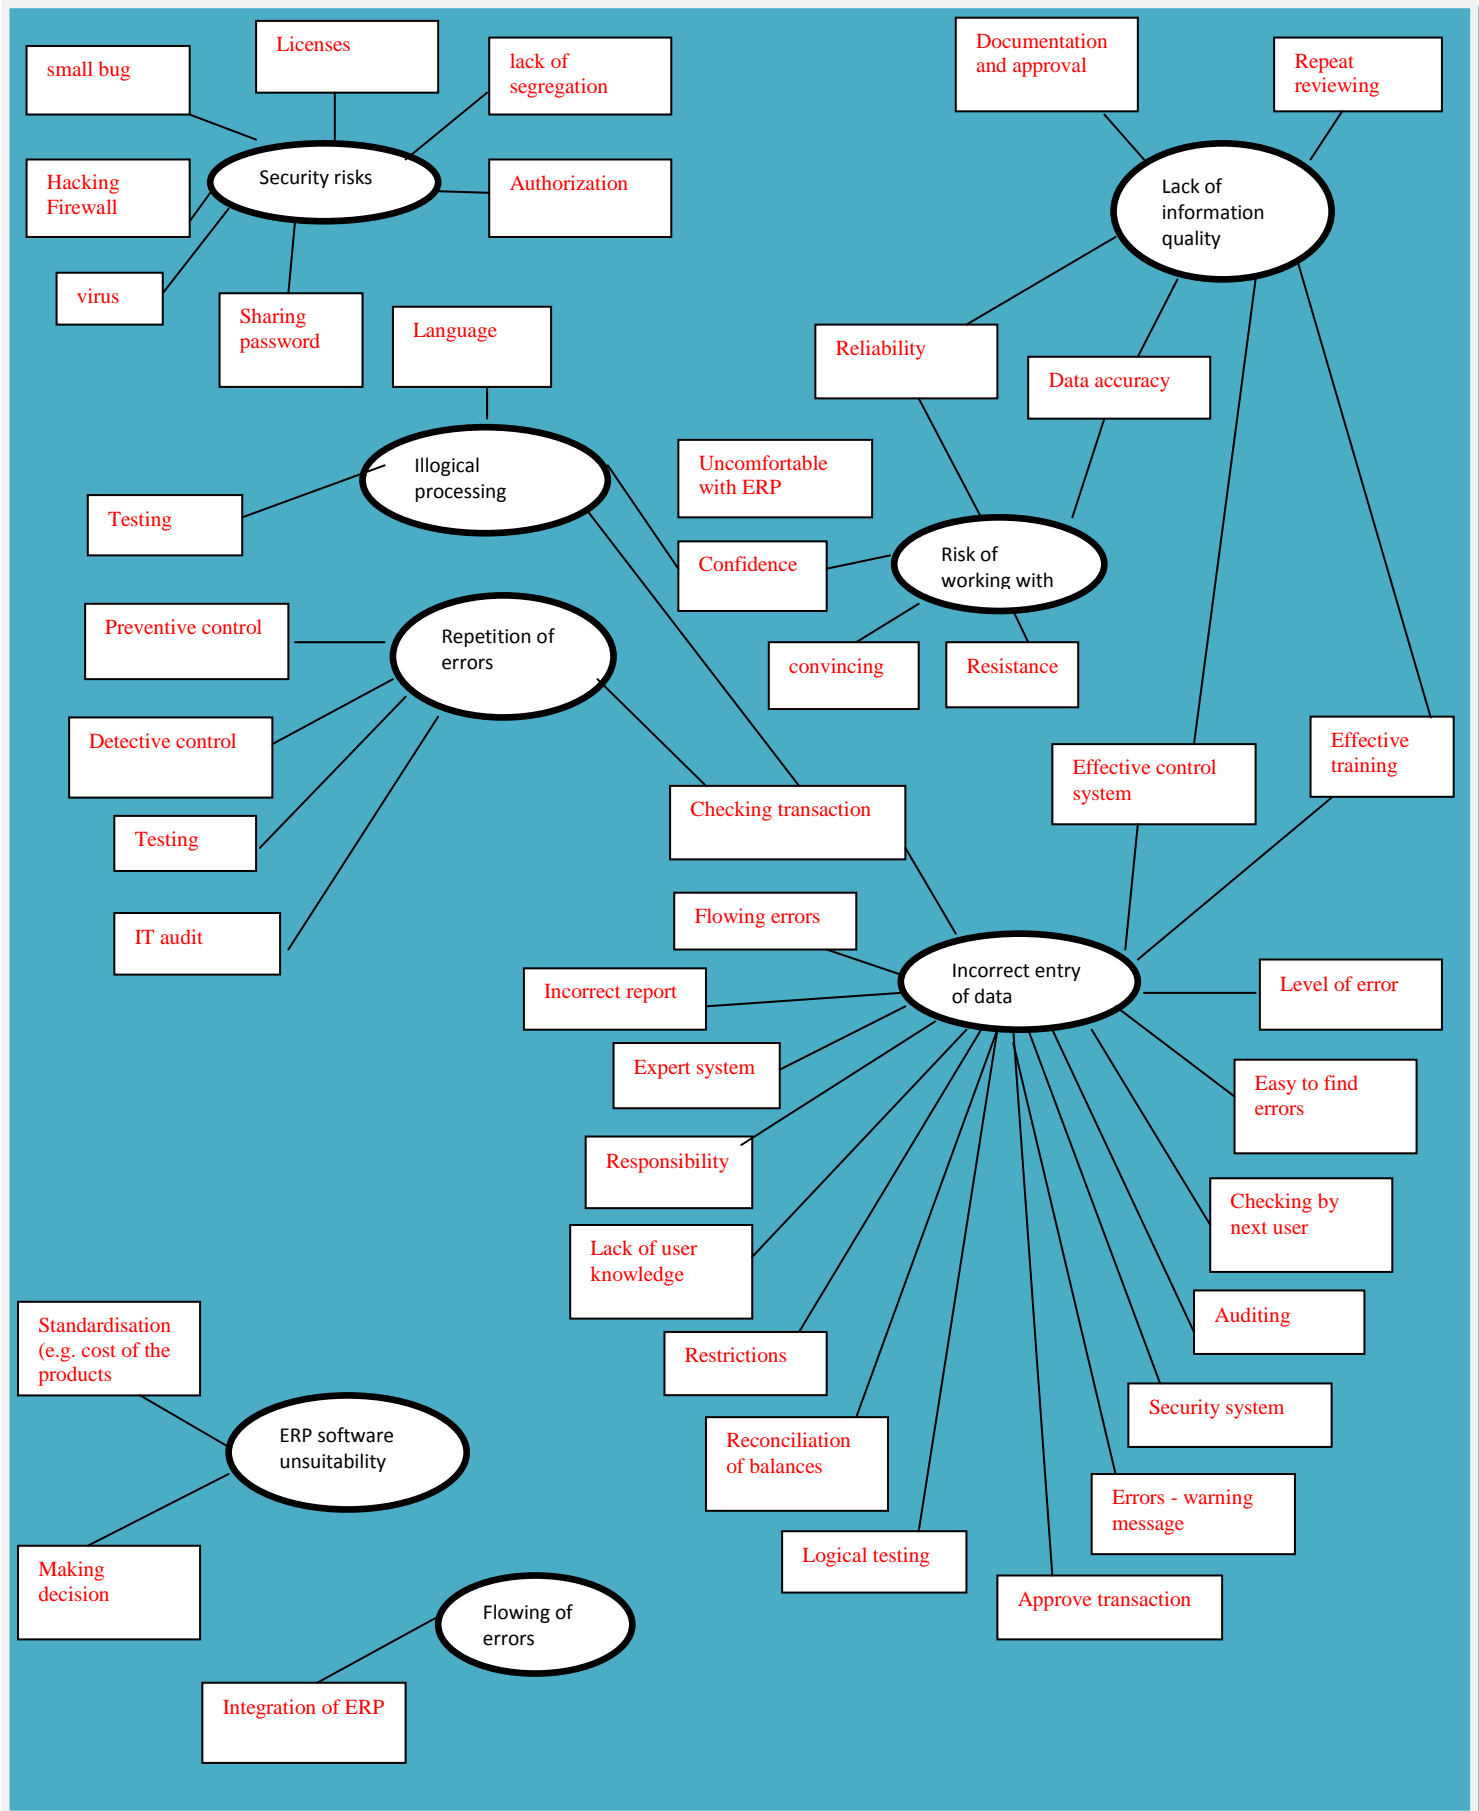 small bug
Licenses
lack of
segregation
Documentation
and approval
Repeat
reviewing
Hacking
Firewall
Security risks
Authorization
Lack of
information
quality
virus
Sharing
password
Language
Reliability
Data accuracy
Illogical
processing
Uncomfortable
with ERP
Testing
Confidence
Risk of
working with
Preventive control
Repetition of
errors
convincing
Resistance
Detective control
Effective control
system
Effective
training
Testing
Checking transaction
IT audit
Flowing errors
Incorrect entry
of data
Incorrect report
Level of error
Expert system
Easy to find
errors
Responsibility
Checking by
next user
Lack of user
knowledge
Auditing
Standardisation
(e.g. cost of the
products
Restrictions
Security system
ERP software
unsuitability
Reconciliation
of balances
Errors - warning
message
Making
decision
Logical testing
Approve transaction
Flowing of
errors
Integration of ERP